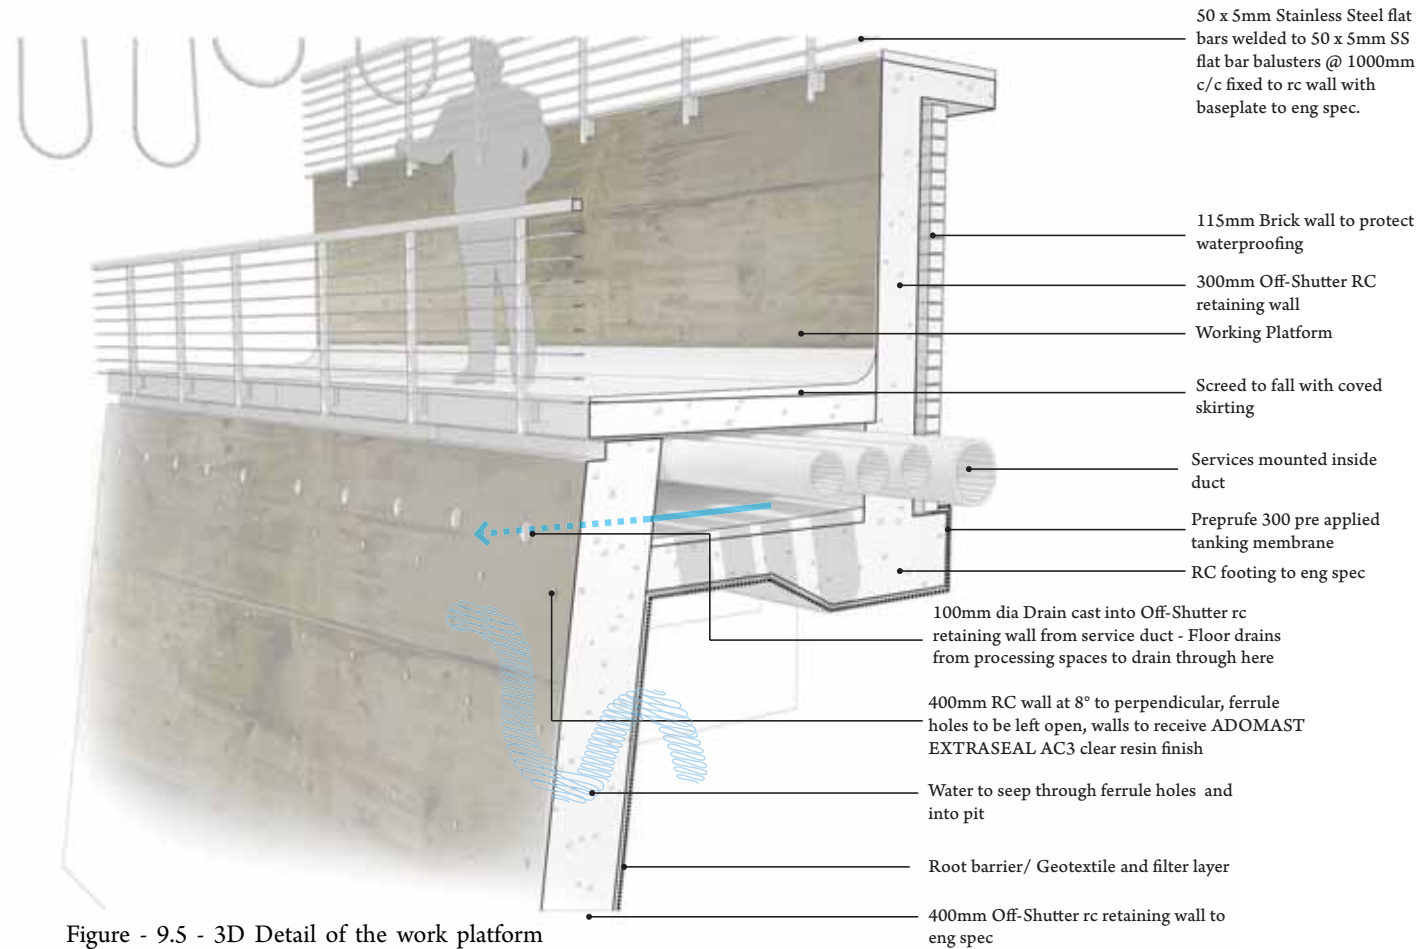 50 x 5mm Stainless Steel flat
bars welded to 50 x 5mm SS
flat bar balusters @ 1000mm
c/c fixed to rc wall with
baseplate to eng spec.
115mm Brick wall to protect
waterproofing
300mm Off-Shutter RC
retaining wall
Working Platform
Screed to fall with coved
skirting
Services mounted inside
duct
Preprufe 300 pre applied
tanking membrane
RC footing to eng spec
100mm dia Drain cast into Off-Shutter rc
retaining wall from service duct - Floor drains
from processing spaces to drain through here
400mm RC wall at 8° to perpendicular, ferrule
holes to be left open, walls to receive ADOMAST
EXTRASEAL AC3 clear resin finish
Water to seep through ferrule holes and
into pit
Root barrier/ Geotextile and filter layer
400mm Off-Shutter rc retaining wall to
eng spec
Figure - 9.5 - 3D Detail of the work platform